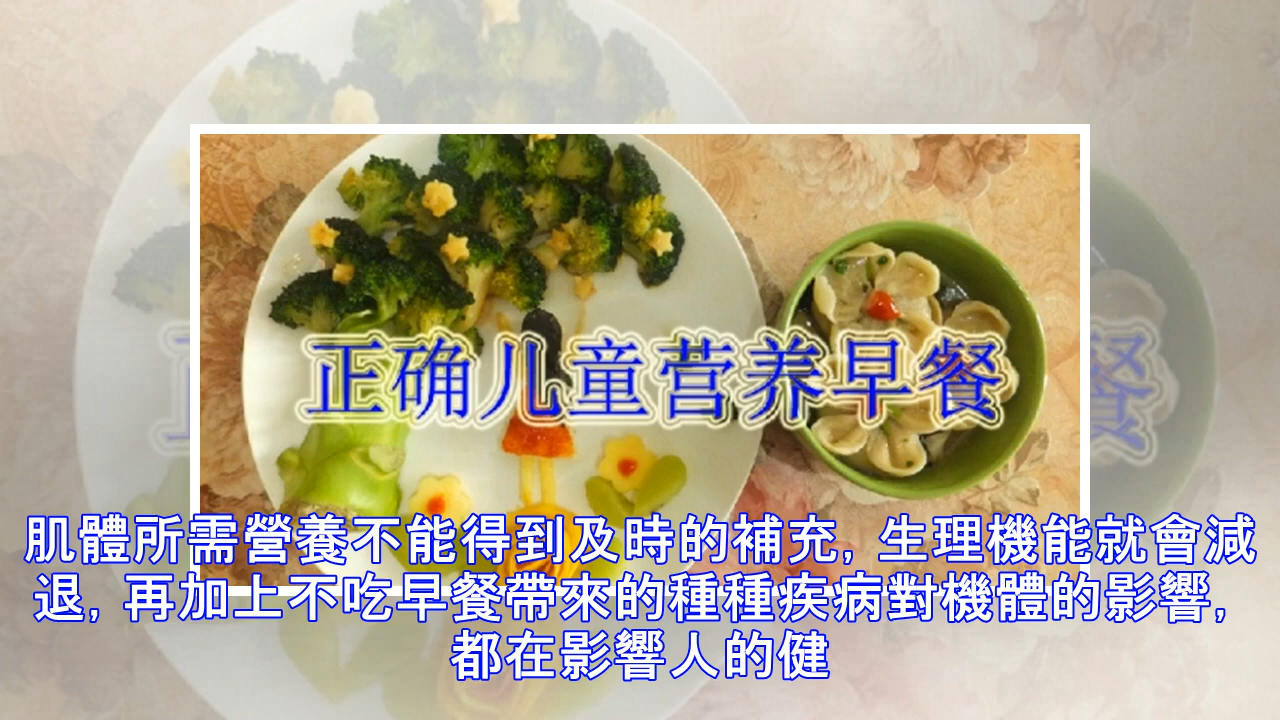 正确儿童营养早餐
肌體所需營養不能得到及時的補充, 生理機能就會減
退, 再加上不吃早餐帶來的種種疾病對機體的影響,
都在影響人的健